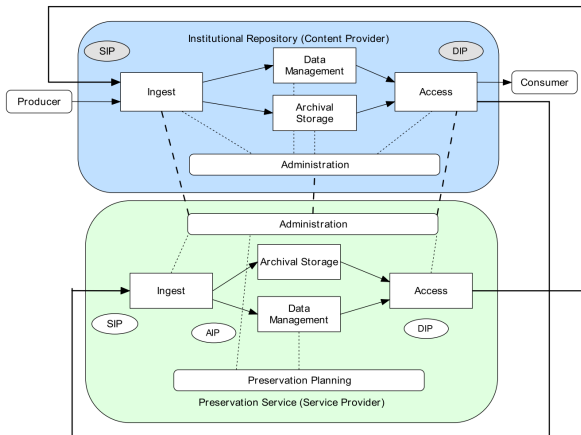 Institutional Repository (Content Provider)
SIP
DIP
Data
Management
Ingest
Access
Consumer
Producer
Archival
Storage
Administration
Administration
Archival Storage
Ingest
Access
Data
Management
SIP
AIP
DIP
Preservation Planning
Preservation Service (Service Provider)